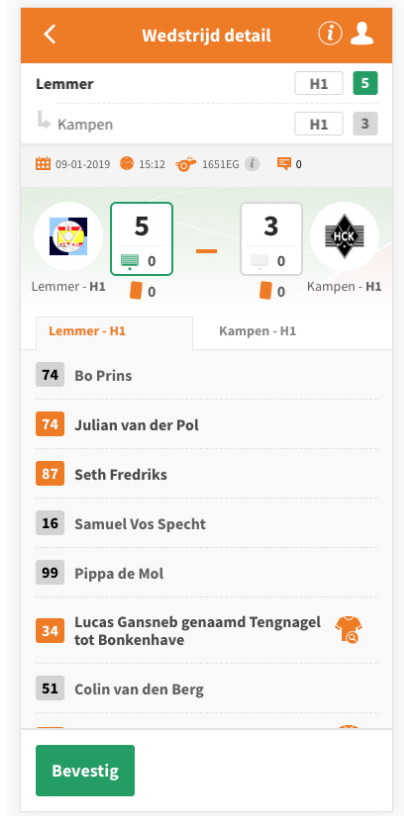 Wedstrijd detail
Lemmer H1 5
Kampen H1 3
09-01-2019 15:12 1651EG i 0
5 3
HCK
0 0
Lemmer - H1 Kampen - H1
0 0
Lemmer - H1 Kampen - H1
74 Bo Prins
74 Julian van der Pol
87 Seth Fredriks
16 Samuel Vos Specht
99 Pippa de Mol
34 Lucas Gansneb genaamd Tengnagel
tot Bonkenhave
51 Colin van den Berg
Bevestig